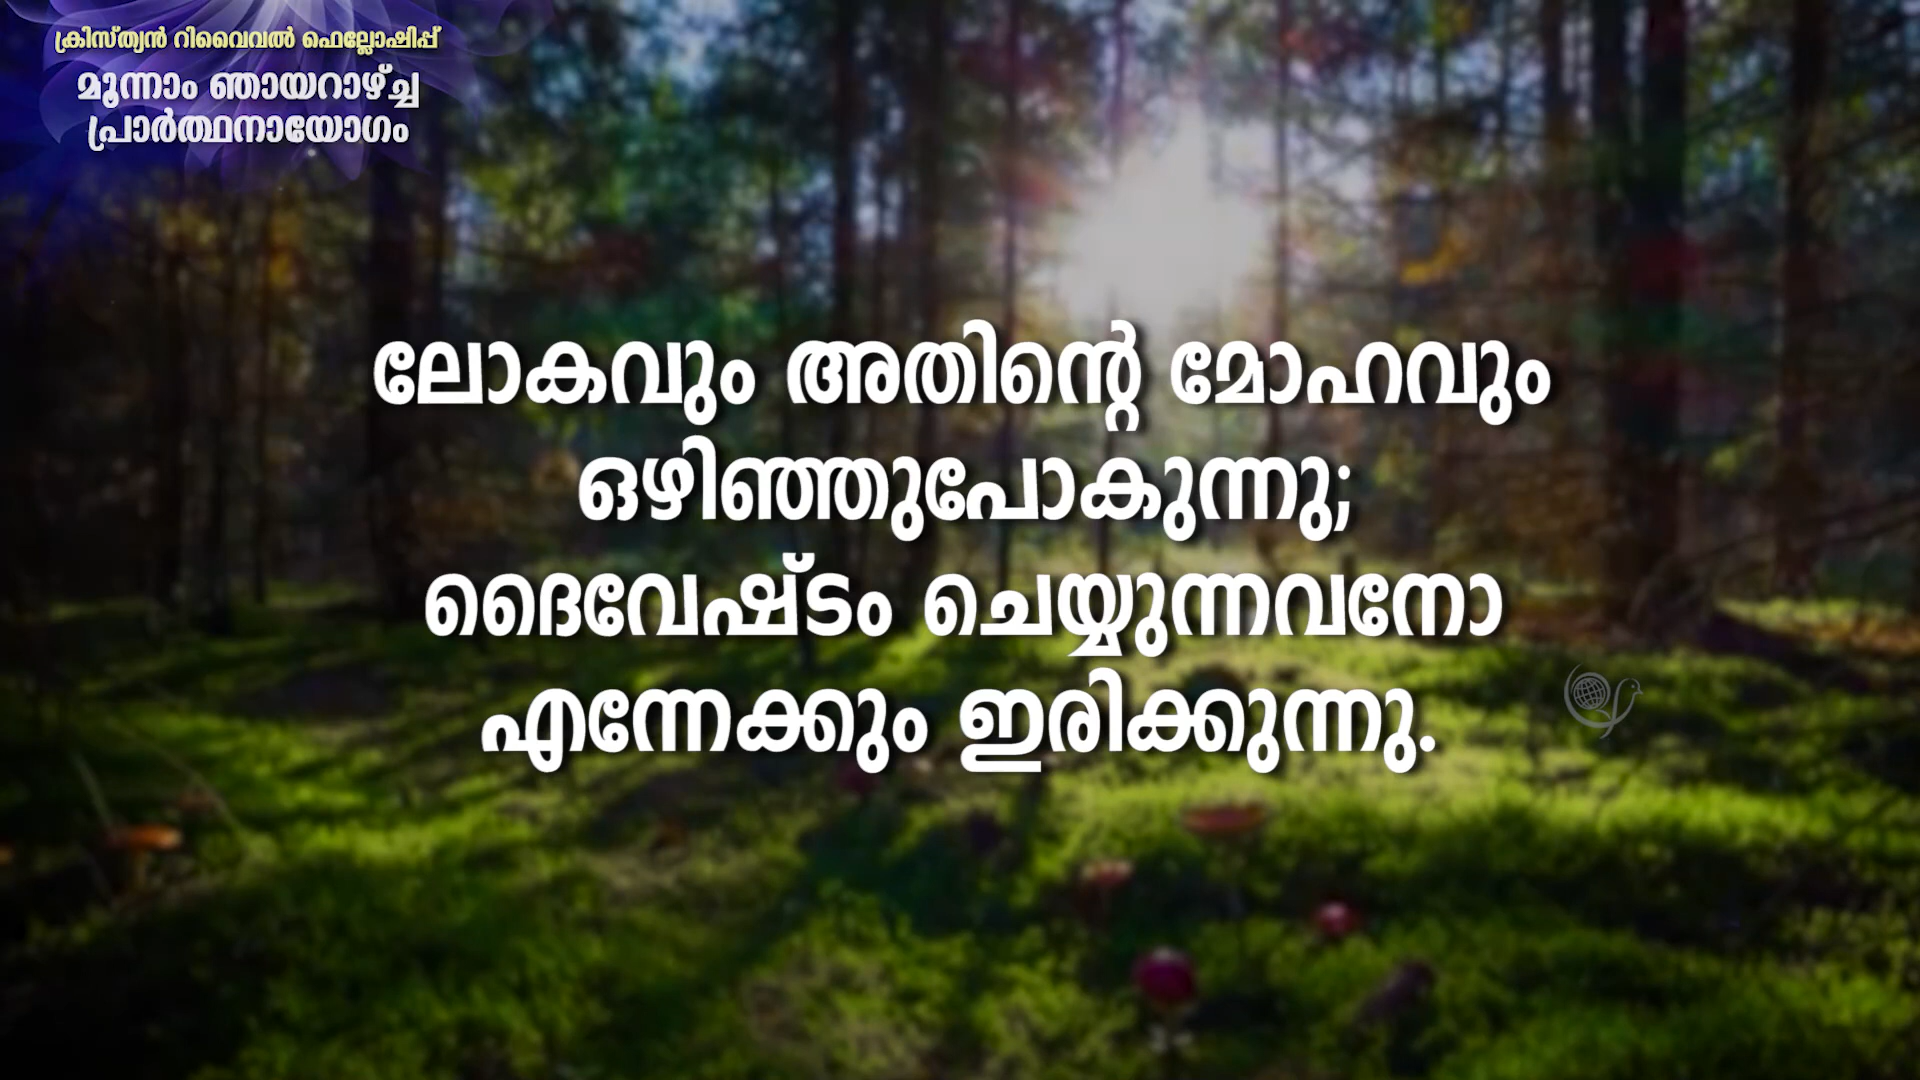 ക്രിസ്ത്യൻ റിവൈവൽ ഫെല്ലോഷിപ്പ്
മൂന്നാം ഞായറാഴ്ച്ച
പ്രാർത്ഥനായോഗം
ലോകവും അതിന്റെ മോഹവും
ഒഴിഞ്ഞുപോകുന്നു;
ദൈവേഷ്ടം ചെയ്യുന്നവനോ
എന്നേക്കും ഇരിക്കുന്നു.